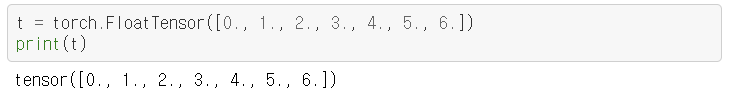 t = torch.FloatTensor([0., 1., 2., 3., 4., 5., 6.])
print(t)
tensor([0., 1., 2., 3., 4., 5., 6.])